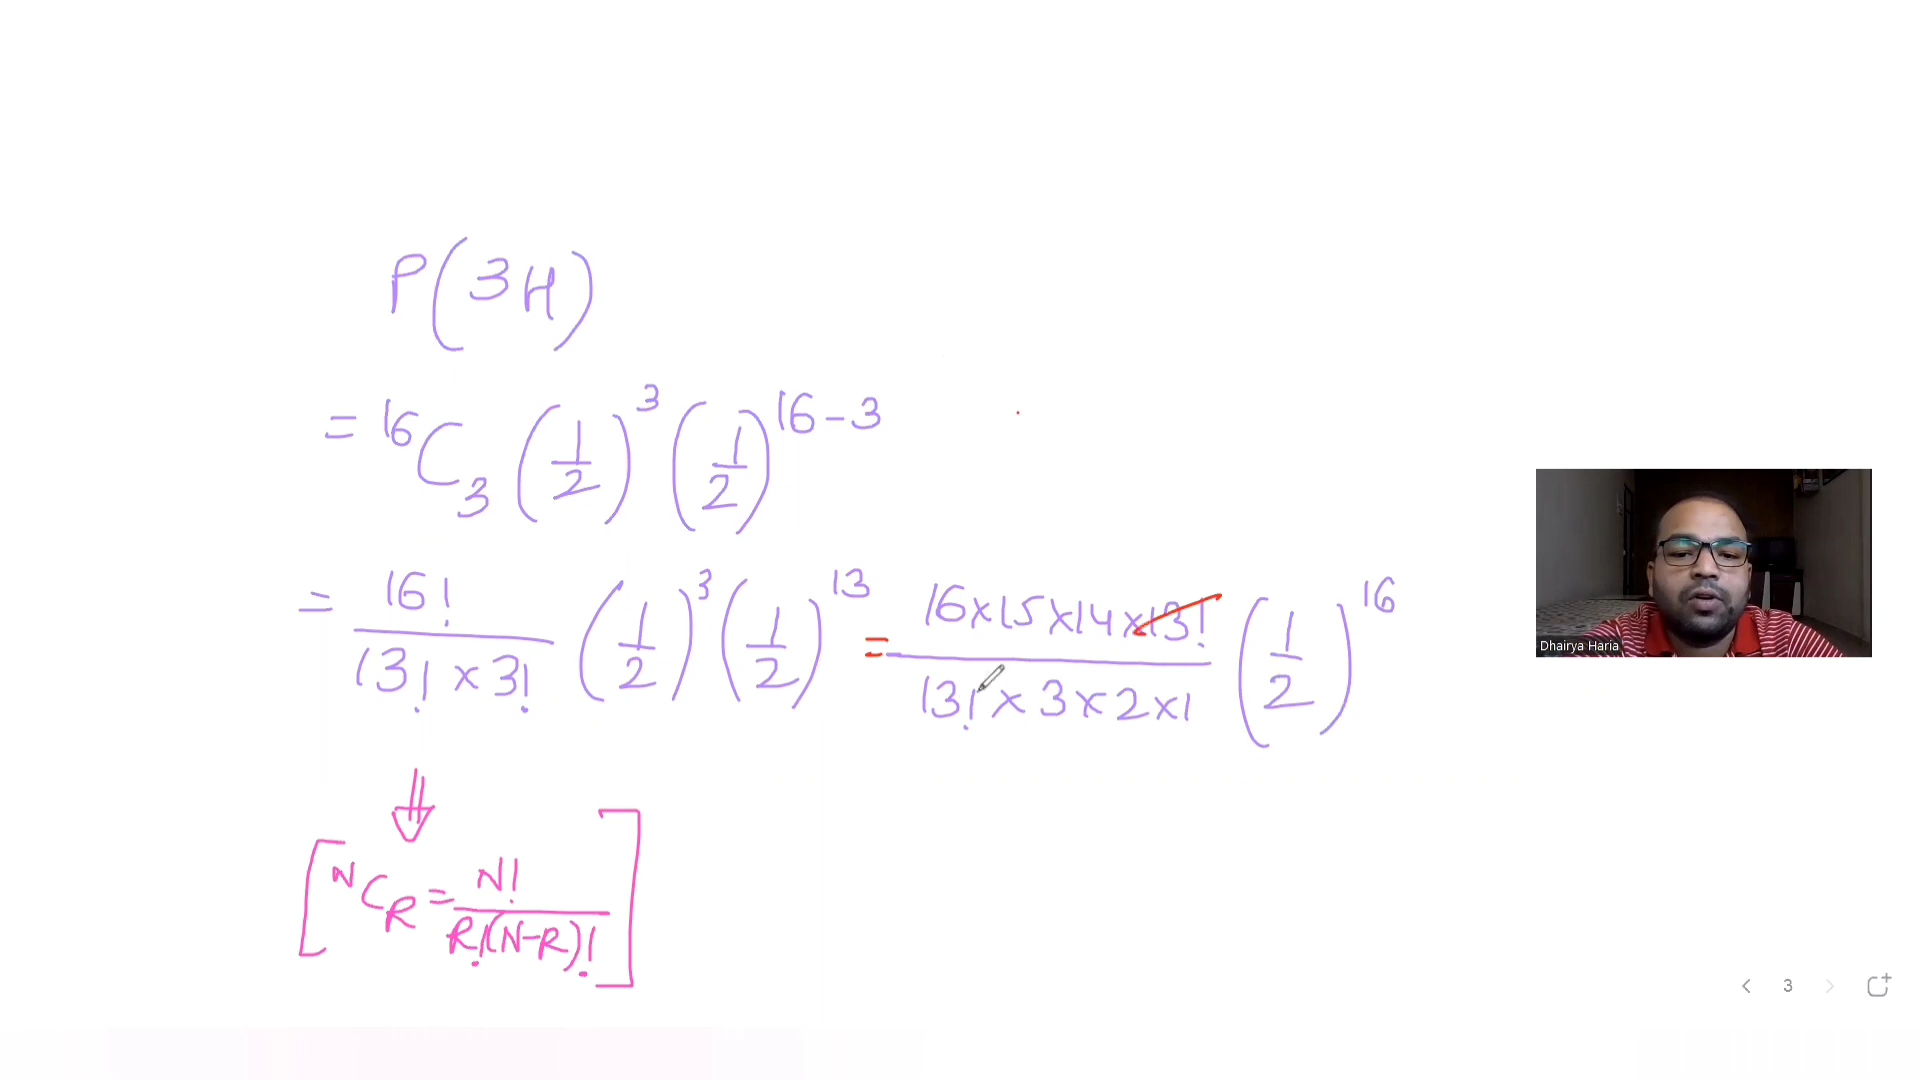 P(3H)
= ¹⁶C₃ (1/2)³ (1/2)¹⁶⁻³
= 16! / (13! × 3!) (1/2)³ (1/2)¹³ = (16×15×14×13!) / (13! × 3 × 2 × 1) (1/2)¹⁶
[ᴺC_R = N! / (R!(N-R)!)]
Dhairya Haria
3